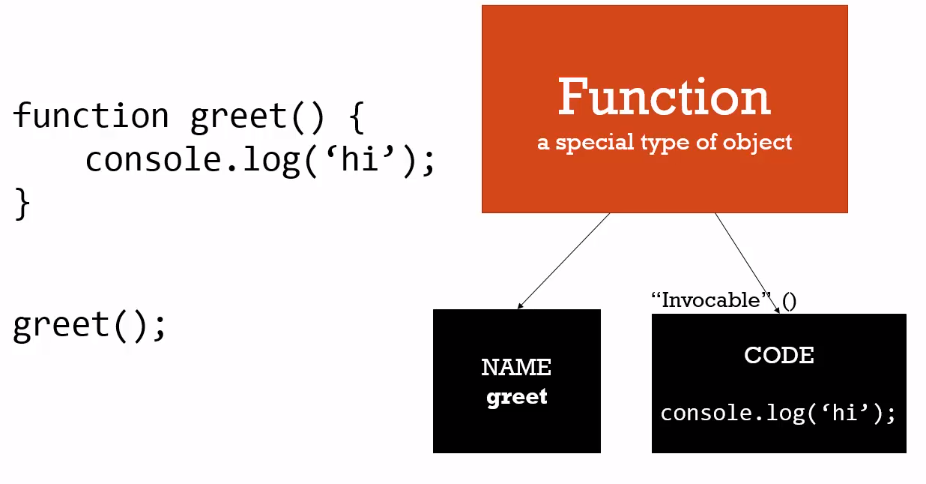 function greet() {
    console.log(‘hi’);
}
greet();
Function
a special type of object
“Invocable” ()
NAME
greet
CODE
console.log(‘hi’);